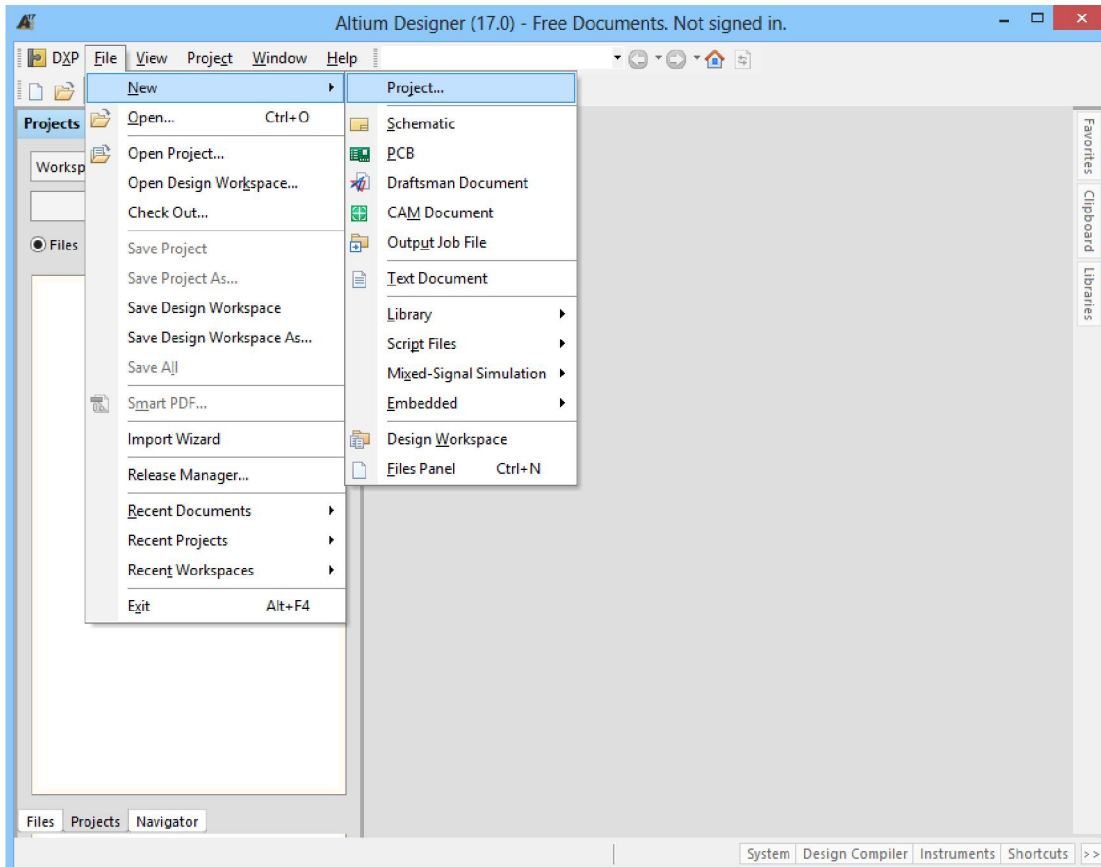 Altium Designer (17.0) - Free Documents. Not signed in.
DXP File View Project Window Help
New
Open... Ctrl+O
Open Project...
Open Design Workspace...
Check Out...
Save Project
Save Project As...
Save Design Workspace
Save Design Workspace As...
Save All
Smart PDF...
Import Wizard
Release Manager...
Recent Documents
Recent Projects
Recent Workspaces
Exit Alt+F4
Project...
Schematic
PCB
Draftsman Document
CAM Document
Output Job File
Text Document
Library
Script Files
Mixed-Signal Simulation
Embedded
Design Workspace
Files Panel Ctrl+N
Projects
Worksp
Files
Favorites
Clipboard
Libraries
Files Projects Navigator
System Design Compiler Instruments Shortcuts >>